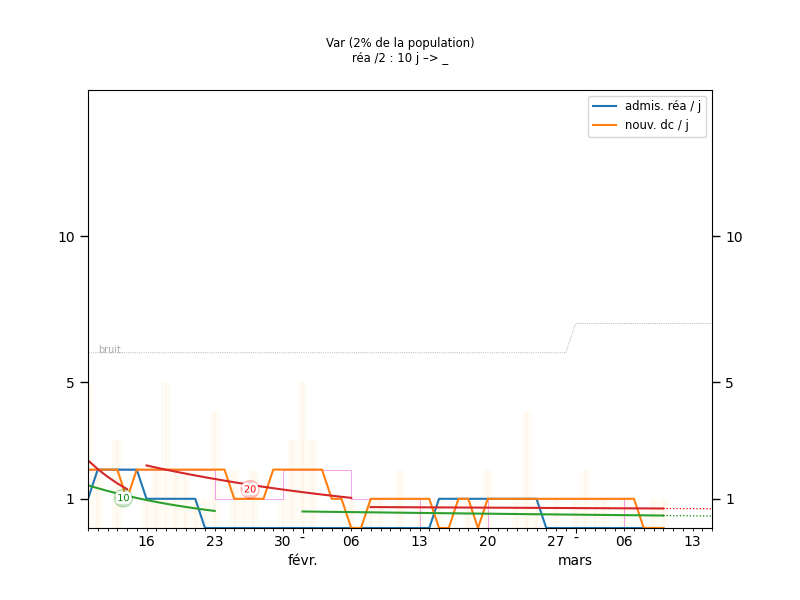 Var (2% de la population)
réa /2 : 10 j –> _
admis. réa / j
nouv. dc / j
10
10
bruit
5
5
20
10
1
1
16
23
30
-
06
13
20
27
-
06
13
févr.
mars